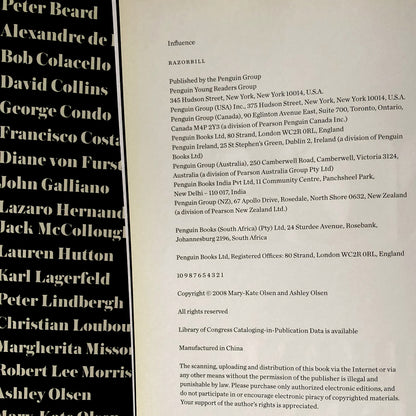 Peter Beard
Alexandre de
Bob Colacello
David Collins
George Condo
Francisco Costa
Diane von Furst
John Galliano
Lazaro Hernand
Jack McCollough
Lauren Hutton
Karl Lagerfeld
Peter Lindbergh
Christian Loubou
Margherita Misson
Robert Lee Morris
Ashley Olsen
Mary-Kate Olsen
Influence
RAZORBILL
Published by the Penguin Group
Penguin Young Readers Group
345 Hudson Street, New York, New York 10014, U.S.A.
Penguin Group (USA) Inc., 375 Hudson Street, New York, New York 10014, U.S.A.
Penguin Group (Canada), 90 Eglinton Avenue East, Suite 700, Toronto, Ontario,
Canada M4P 2Y3 (a division of Pearson Penguin Canada Inc.)
Penguin Books Ltd, 80 Strand, London WC2R 0RL, England
Penguin Ireland, 25 St Stephen's Green, Dublin 2, Ireland (a division of Penguin
Books Ltd)
Penguin Group (Australia), 250 Camberwell Road, Camberwell, Victoria 3124,
Australia (a division of Pearson Australia Group Pty Ltd)
Penguin Books India Pvt Ltd, 11 Community Centre, Panchsheel Park,
New Delhi – 110 017, India
Penguin Group (NZ), 67 Apollo Drive, Rosedale, North Shore 0632, New Zealand
(a division of Pearson New Zealand Ltd.)
Penguin Books (South Africa) (Pty) Ltd, 24 Sturdee Avenue, Rosebank,
Johannesburg 2196, South Africa
Penguin Books Ltd, Registered Offices: 80 Strand, London WC2R 0RL, England
10 9 8 7 6 5 4 3 2 1
Copyright © 2008 Mary-Kate Olsen and Ashley Olsen
All rights reserved
Library of Congress Cataloging-in-Publication Data is available
Manufactured in China
The scanning, uploading and distribution of this book via the Internet or via
any other means without the permission of the publisher is illegal and
punishable by law. Please purchase only authorized electronic editions, and
do not participate in or encourage electronic piracy of copyrighted materials.
Your support of the author's rights is appreciated.